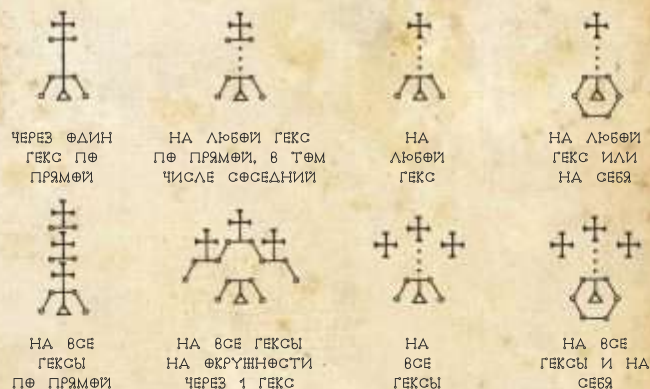 ЧЕРЕЗ ОДИН
ГЕКС ПО
ПРЯМОЙ
НА ЛЮБОЙ ГЕКС
ПО ПРЯМОЙ, В ТОМ
ЧИСЛЕ СОСЕДНИЙ
НА
ЛЮБОЙ
ГЕКС
НА ЛЮБОЙ
ГЕКС ИЛИ
НА СЕБЯ
НА ВСЕ
ГЕКСЫ
ПО ПРЯМОЙ
НА ВСЕ ГЕКСЫ
НА ОКРУЖНОСТИ
ЧЕРЕЗ 1 ГЕКС
НА
ВСЕ
ГЕКСЫ
НА ВСЕ
ГЕКСЫ И НА
СЕБЯ